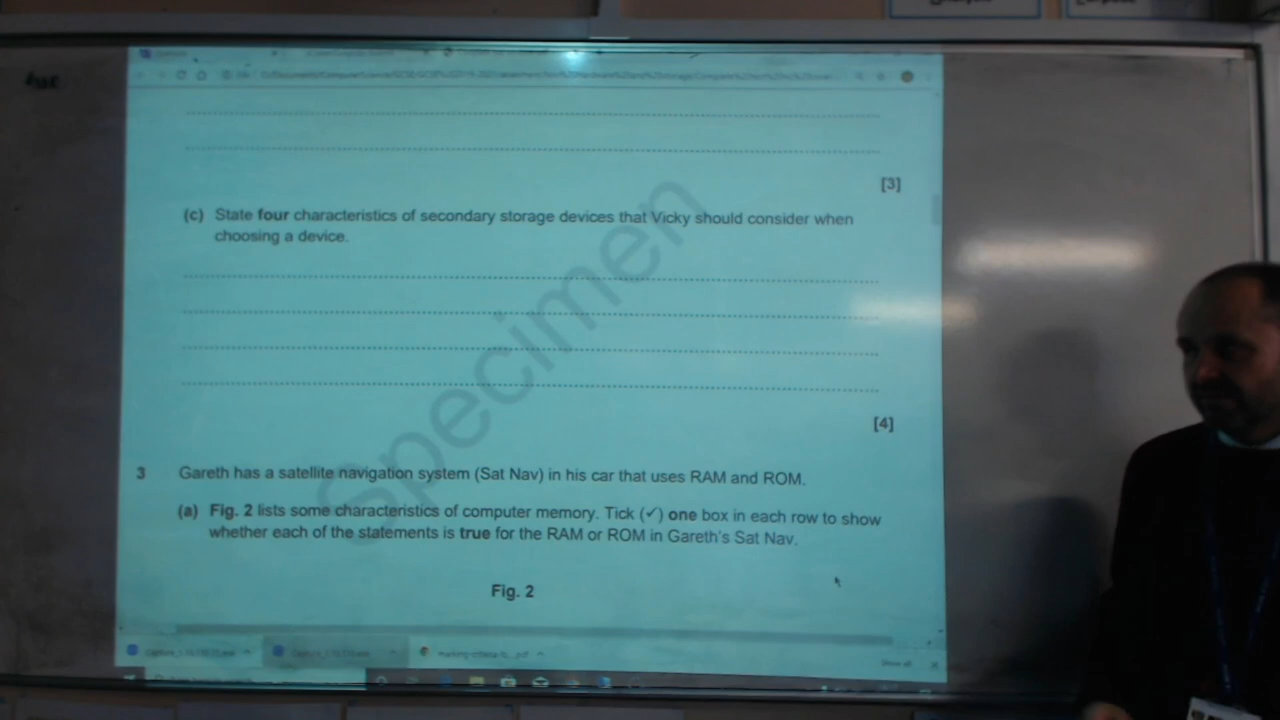 [3]
(c) State four characteristics of secondary storage devices that Vicky should consider when
choosing a device.
[4]
3 Gareth has a satellite navigation system (Sat Nav) in his car that uses RAM and ROM.
(a) Fig. 2 lists some characteristics of computer memory. Tick (✓) one box in each row to show
whether each of the statements is true for the RAM or ROM in Gareth's Sat Nav.
Fig. 2
Specimen
Show all